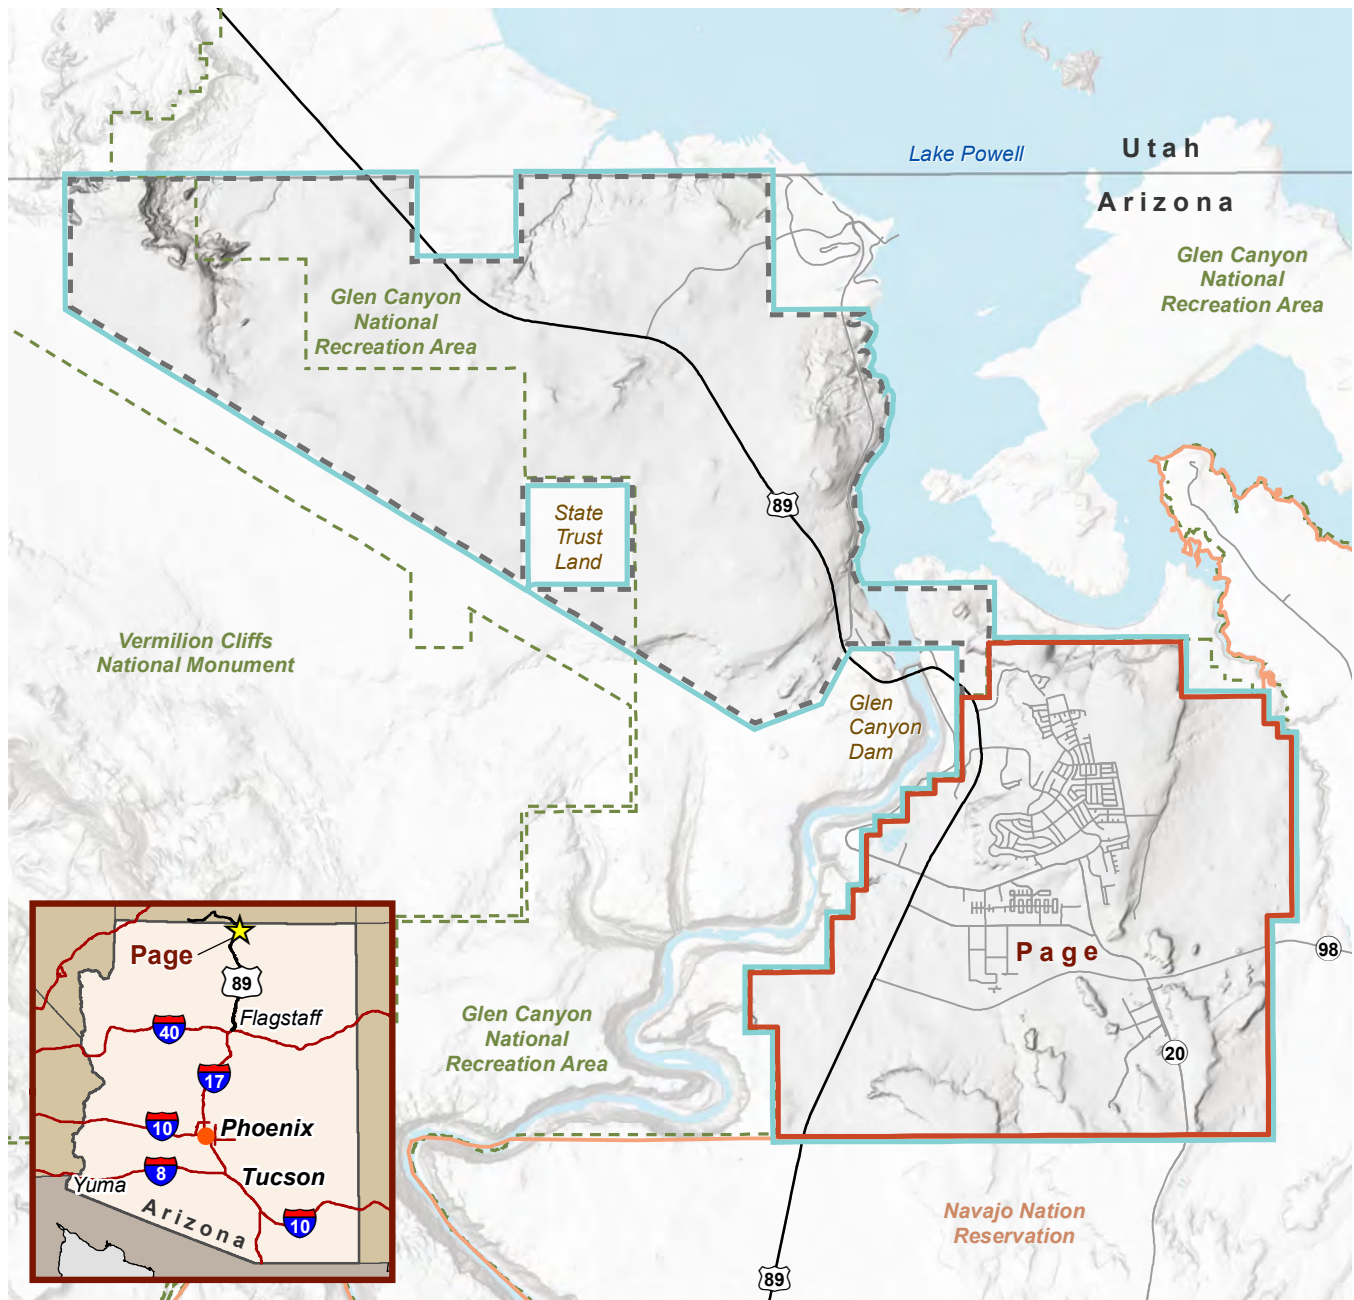 Utah
Lake Powell
Arizona
Glen Canyon
National
Recreation Area
Glen Canyon
National
Recreation Area
89
State
Trust
Land
Vermilion Cliffs
National Monument
Glen
Canyon
Dam
Page
98
20
Glen Canyon
National
Recreation Area
Navajo Nation
Reservation
89
Page
89
Flagstaff
40
17
10
Phoenix
8
Tucson
Yuma
Arizona
10